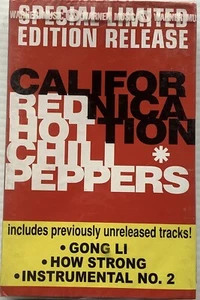 SPECIAL LIMITED
EDITION RELEASE
CALIFOR
RED NICA
HOT TION
CHILI *
PEPPERS
includes previously unreleased tracks!
• GONG LI
• HOW STRONG
• INSTRUMENTAL NO. 2